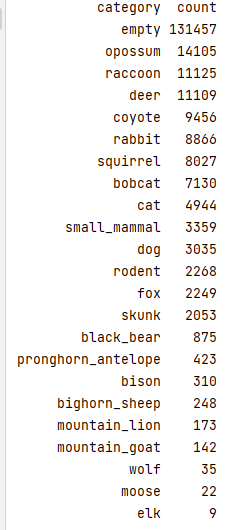 category count
empty 131457
opossum 14105
raccoon 11125
deer 11109
coyote 9456
rabbit 8866
squirrel 8027
bobcat 7130
cat 4944
small_mammal 3359
dog 3035
rodent 2268
fox 2249
skunk 2053
black_bear 875
pronghorn_antelope 423
bison 310
bighorn_sheep 248
mountain_lion 173
mountain_goat 142
wolf 35
moose 22
elk 9